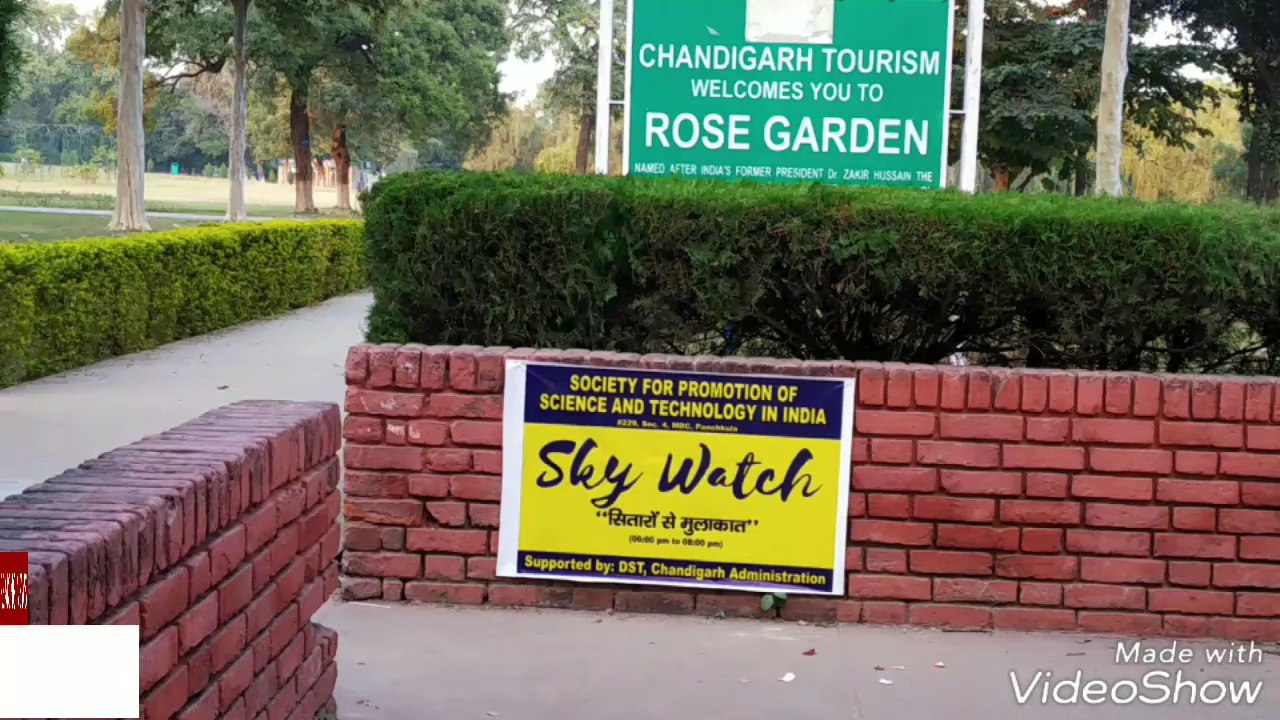 CHANDIGARH TOURISM
WELCOMES YOU TO
ROSE GARDEN
NAMED AFTER INDIA'S FORMER PRESIDENT Dr. ZAKIR HUSSAIN THE
SOCIETY FOR PROMOTION OF
SCIENCE AND TECHNOLOGY IN INDIA
#229, Sec. 4, MDC, Panchkula
Sky Watch
“सितारों से मुलाकात”
(06:00 pm to 08:00 pm)
Supported by: DST, Chandigarh Administration
Made with
VideoShow